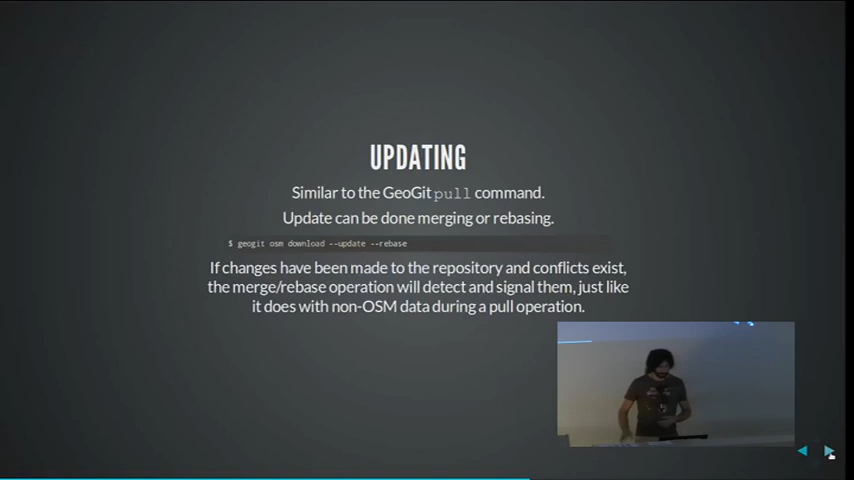 UPDATING
Similar to the GeoGit pull command.
Update can be done merging or rebasing.
$ geogit osm download --update --rebase
If changes have been made to the repository and conflicts exist,
the merge/rebase operation will detect and signal them, just like
it does with non-OSM data during a pull operation.